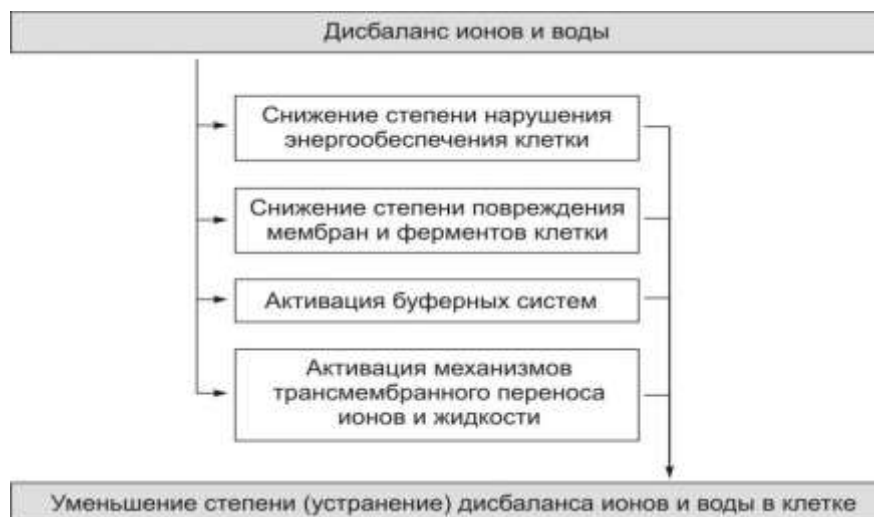 Дисбаланс ионов и воды
Снижение степени нарушения
энергообеспечения клетки
Снижение степени повреждения
мембран и ферментов клетки
Активация буферных систем
Активация механизмов
трансмембранного переноса
ионов и жидкости
Уменьшение степени (устранение) дисбаланса ионов и воды в клетке